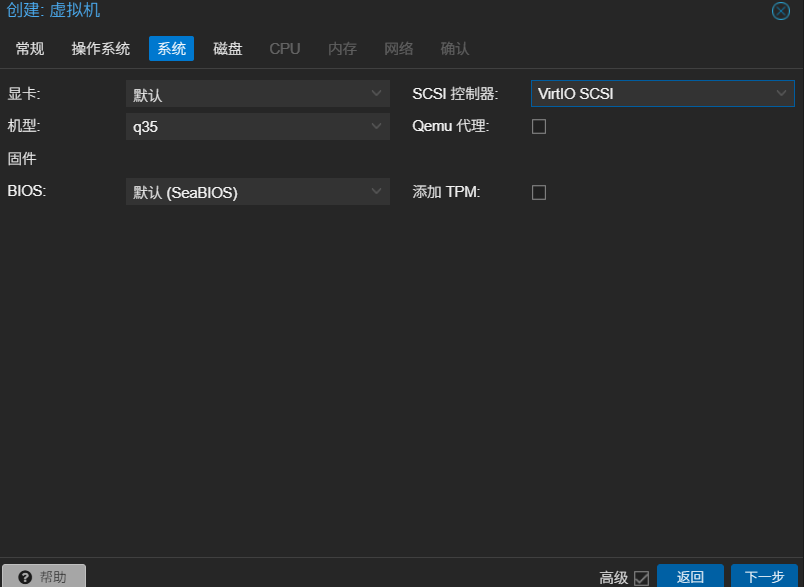 创建: 虚拟机
常规 操作系统 系统 磁盘 CPU 内存 网络 确认
显卡: 默认 SCSI 控制器: VirtIO SCSI
机型: q35 Qemu 代理:
固件
BIOS: 默认 (SeaBIOS) 添加 TPM:
帮助 高级 返回 下一步